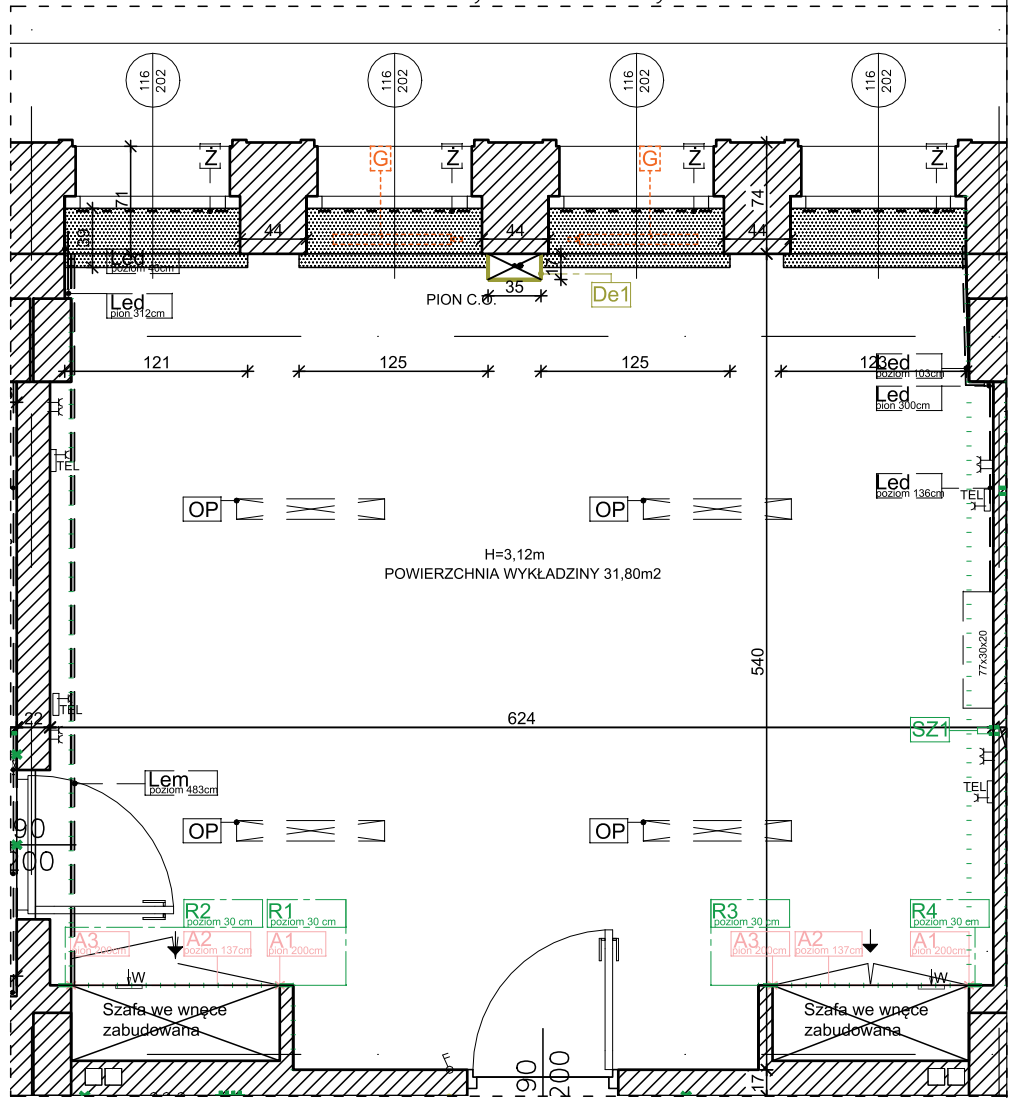 116
202
116
202
116
202
116
202
Ż
G
Ż
G
Ż
Ż
71
74
39
44
44
44
Led
poziom 40cm
17
35
PION C.O.
De1
Led
pion 312cm
121
125
125
123
Led
poziom 103cm
Led
pion 300cm
TEL
Led
poziom 136cm
TEL
OP
OP
H=3,12m
POWIERZCHNIA WYKŁADZINY 31,80m2
77x30x20
540
TEL
22
624
SZ1
Lem
poziom 483cm
TEL
90
200
OP
OP
R2
poziom 30 cm
R1
poziom 30 cm
R3
poziom 30 cm
R4
poziom 30 cm
A3
pion 200cm
A2
poziom 137cm
A1
pion 200cm
A3
pion 200cm
A2
poziom 137cm
A1
pion 200cm
W
W
Szafa we wnęce
zabudowana
Szafa we wnęce
zabudowana
F
90
200
17